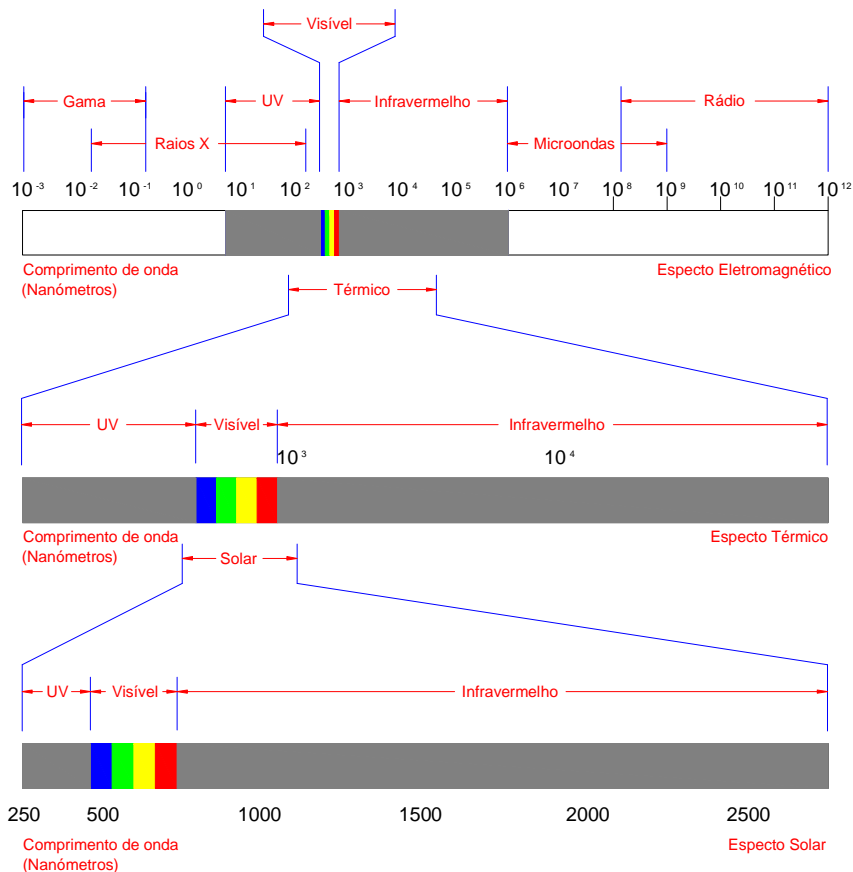 Visível
Gama UV Infravermelho Rádio
Raios X Microondas
10⁻³ 10⁻² 10⁻¹ 10⁰ 10¹ 10² 10³ 10⁴ 10⁵ 10⁶ 10⁷ 10⁸ 10⁹ 10¹⁰ 10¹¹ 10¹²
Comprimento de onda Especto Eletromagnético
(Nanómetros)
Térmico
UV Visível Infravermelho
10³ 10⁴
Comprimento de onda Especto Térmico
(Nanómetros)
Solar
UV Visível Infravermelho
250 500 1000 1500 2000 2500
Comprimento de onda Especto Solar
(Nanómetros)